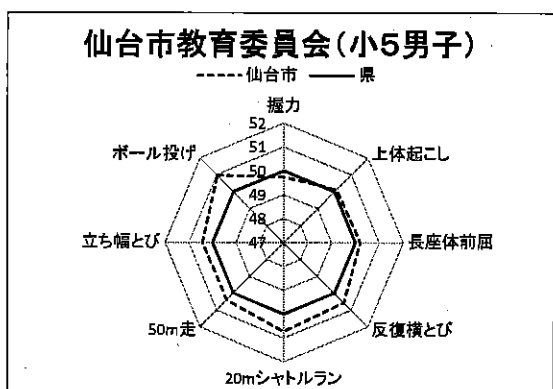 仙台市教育委員会(小5男子)
仙台市 県
握力
上体起こし
長座体前屈
反復横とび
20mシャトルラン
50m走
立ち幅とび
ボール投げ
52
51
50
49
48
47